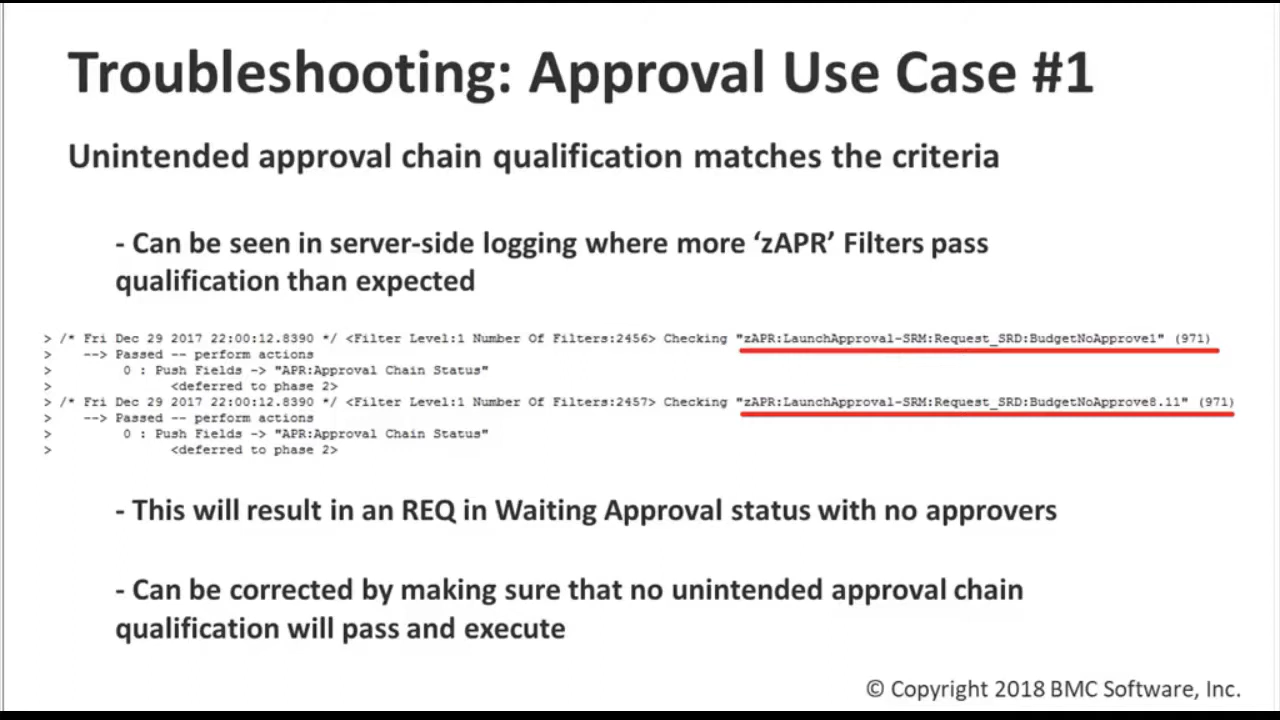 Troubleshooting: Approval Use Case #1
Unintended approval chain qualification matches the criteria
- Can be seen in server-side logging where more ‘zAPR’ Filters pass
qualification than expected
> /* Fri Dec 29 2017 22:00:12.8390 */ <Filter Level:1 Number Of Filters:2456> Checking "zAPR:LaunchApproval-SRM:Request_SRD:BudgetNoApprove1" (971)
> --> Passed -- perform actions
> 0 : Push Fields -> "APR:Approval Chain Status"
> <deferred to phase 2>
> /* Fri Dec 29 2017 22:00:12.8390 */ <Filter Level:1 Number Of Filters:2457> Checking "zAPR:LaunchApproval-SRM:Request_SRD:BudgetNoApprove8.11" (971)
> --> Passed -- perform actions
> 0 : Push Fields -> "APR:Approval Chain Status"
> <deferred to phase 2>
- This will result in an REQ in Waiting Approval status with no approvers
- Can be corrected by making sure that no unintended approval chain
qualification will pass and execute
© Copyright 2018 BMC Software, Inc.